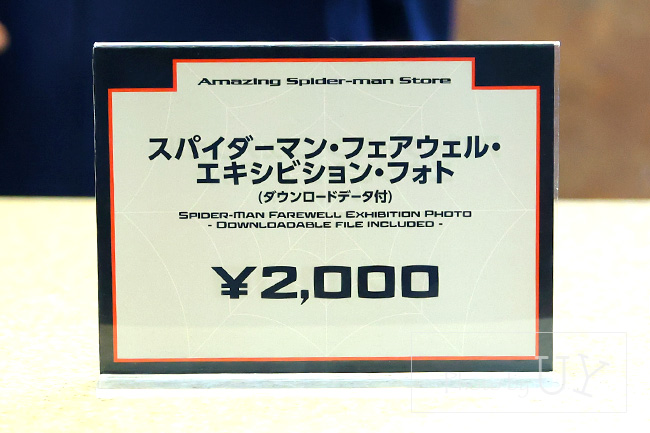 Amazing Spider-man Store
スパイダーマン・フェアウェル・
エキシビション・フォト
(ダウンロードデータ付)
Spider-Man Farewell Exhibition Photo
- Downloadable file included -
¥2,000
UY